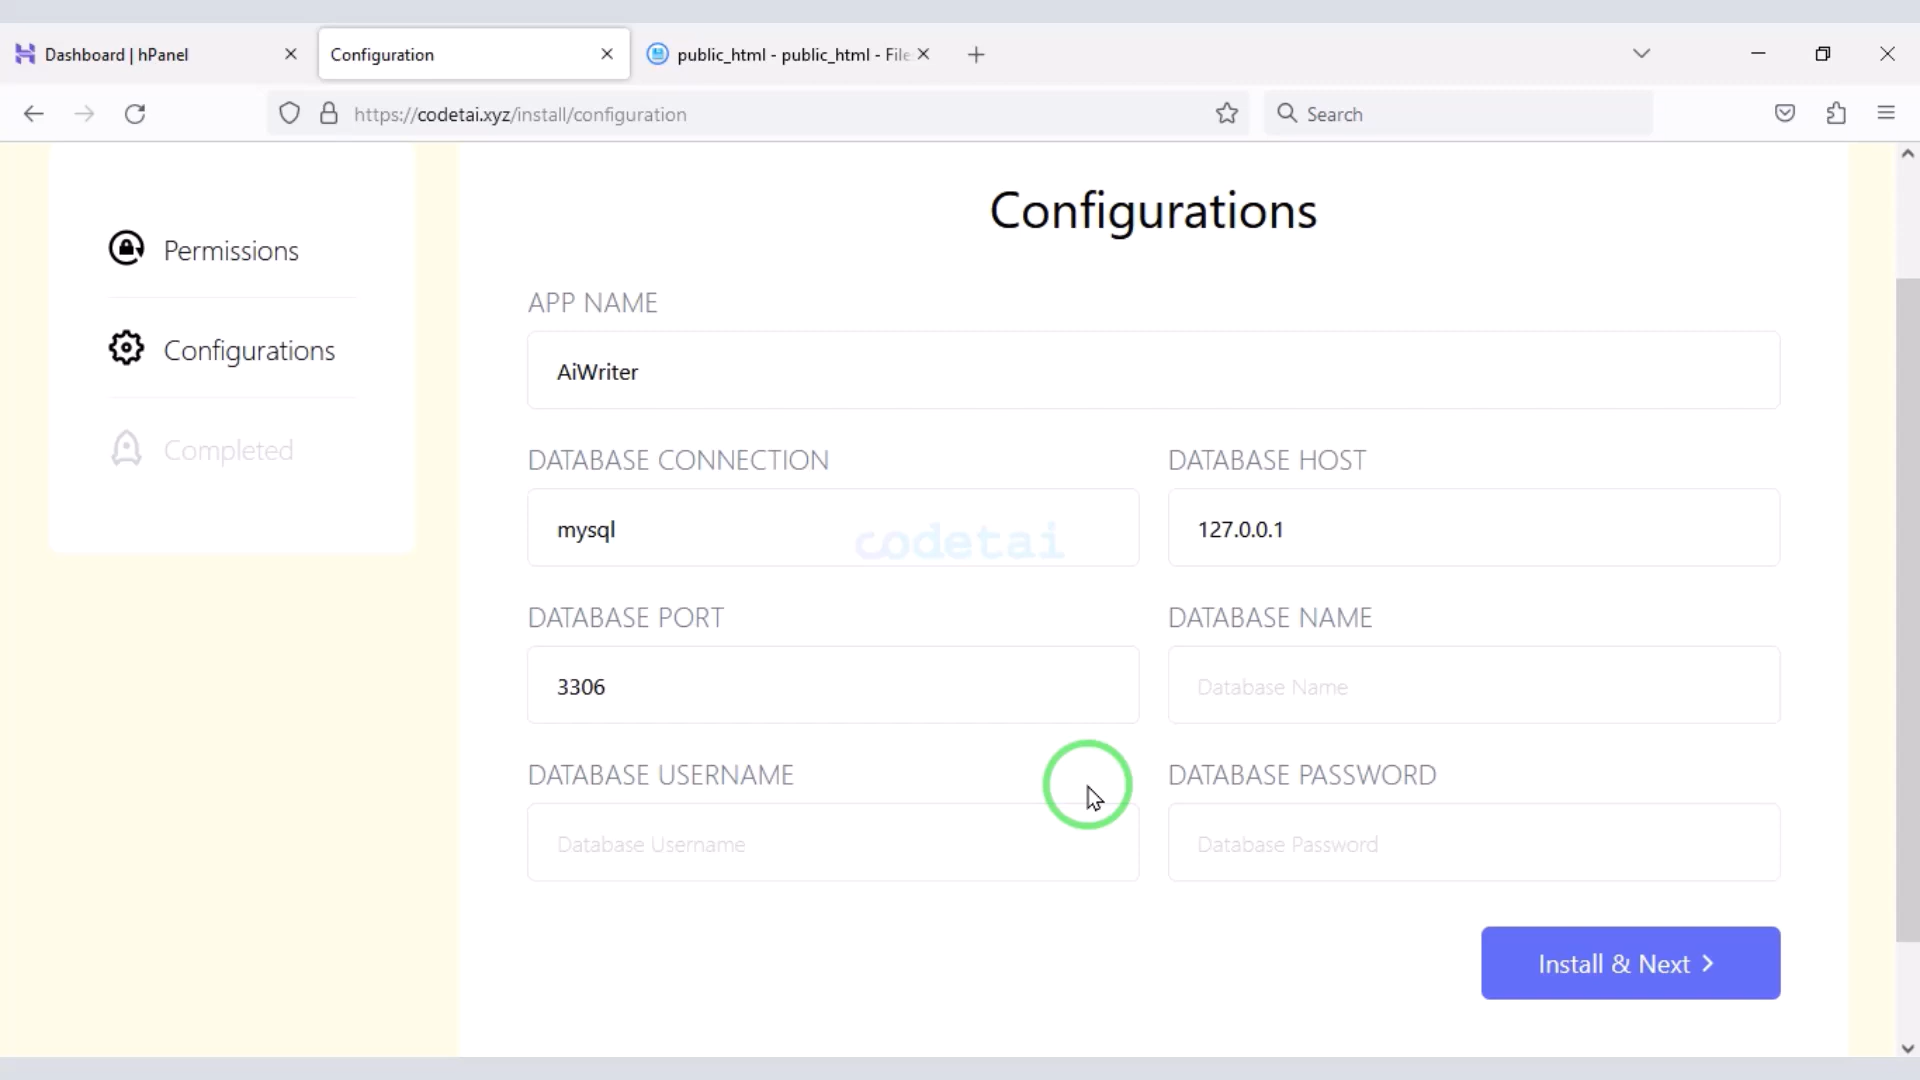 Dashboard | hPanel
Configuration
public_html - public_html - File
https://codetai.xyz/install/configuration
Search
Permissions
Configurations
Completed
Configurations
APP NAME
AiWriter
DATABASE CONNECTION
DATABASE HOST
mysql
127.0.0.1
codetai
DATABASE PORT
DATABASE NAME
3306
Database Name
DATABASE USERNAME
DATABASE PASSWORD
Database Username
Database Password
Install & Next